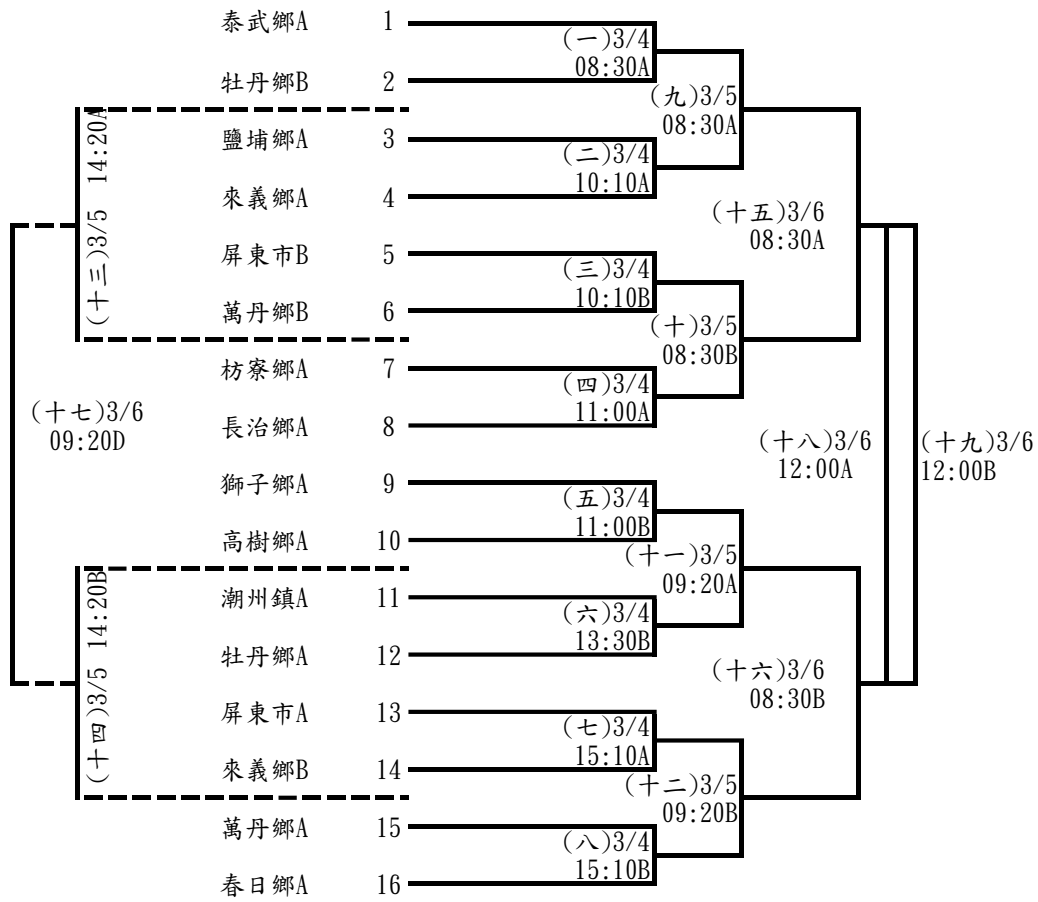 泰武鄉A 1
牡丹鄉B 2
鹽埔鄉A 3
來義鄉A 4
屏東市B 5
萬丹鄉B 6
枋寮鄉A 7
長治鄉A 8
獅子鄉A 9
高樹鄉A 10
潮州鎮A 11
牡丹鄉A 12
屏東市A 13
來義鄉B 14
萬丹鄉A 15
春日鄉A 16
(一)3/4
08:30A
(二)3/4
10:10A
(三)3/4
10:10B
(四)3/4
11:00A
(五)3/4
11:00B
(六)3/4
13:30B
(七)3/4
15:10A
(八)3/4
15:10B
(九)3/5
08:30A
(十)3/5
08:30B
(十一)3/5
09:20A
(十二)3/5
09:20B
(十三)3/5 14:20A
(十四)3/5 14:20B
(十五)3/6
08:30A
(十六)3/6
08:30B
(十七)3/6
09:20D
(十八)3/6
12:00A
(十九)3/6
12:00B